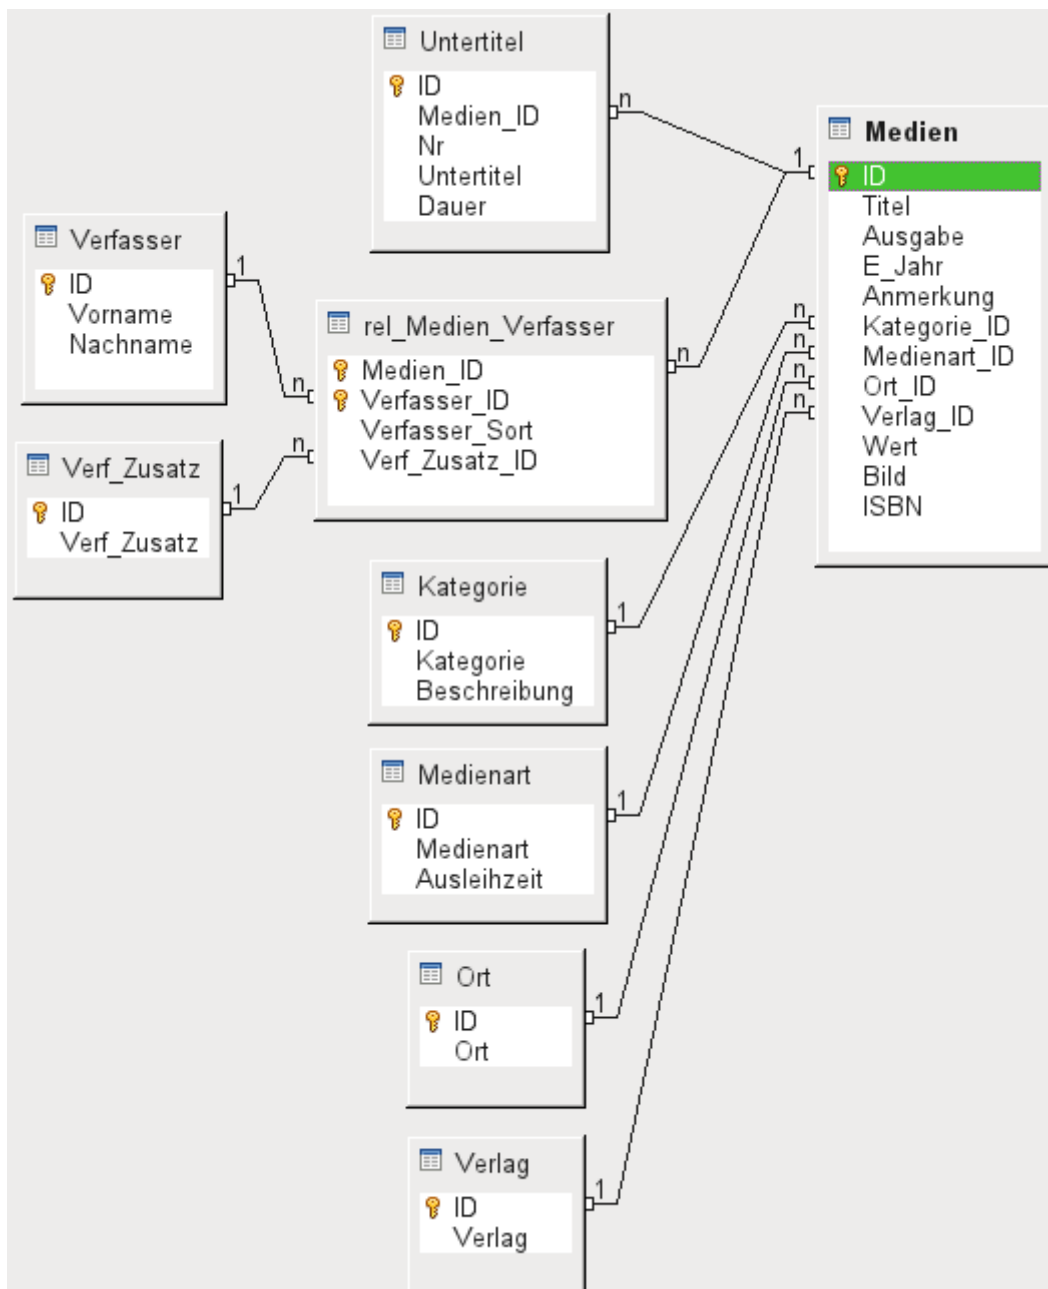 Untertitel
ID
Medien_ID
Nr
Untertitel
Dauer
n
1
Medien
ID
Titel
Ausgabe
E_Jahr
Anmerkung
Kategorie_ID
Medienart_ID
Ort_ID
Verlag_ID
Wert
Bild
ISBN
n
n
n
n
Verfasser
ID
Vorname
Nachname
1
rel_Medien_Verfasser
Medien_ID
Verfasser_ID
Verfasser_Sort
Verf_Zusatz_ID
n
n
n
Verf_Zusatz
ID
Verf_Zusatz
1
Kategorie
ID
Kategorie
Beschreibung
1
Medienart
ID
Medienart
Ausleihzeit
1
Ort
ID
Ort
1
Verlag
ID
Verlag
1